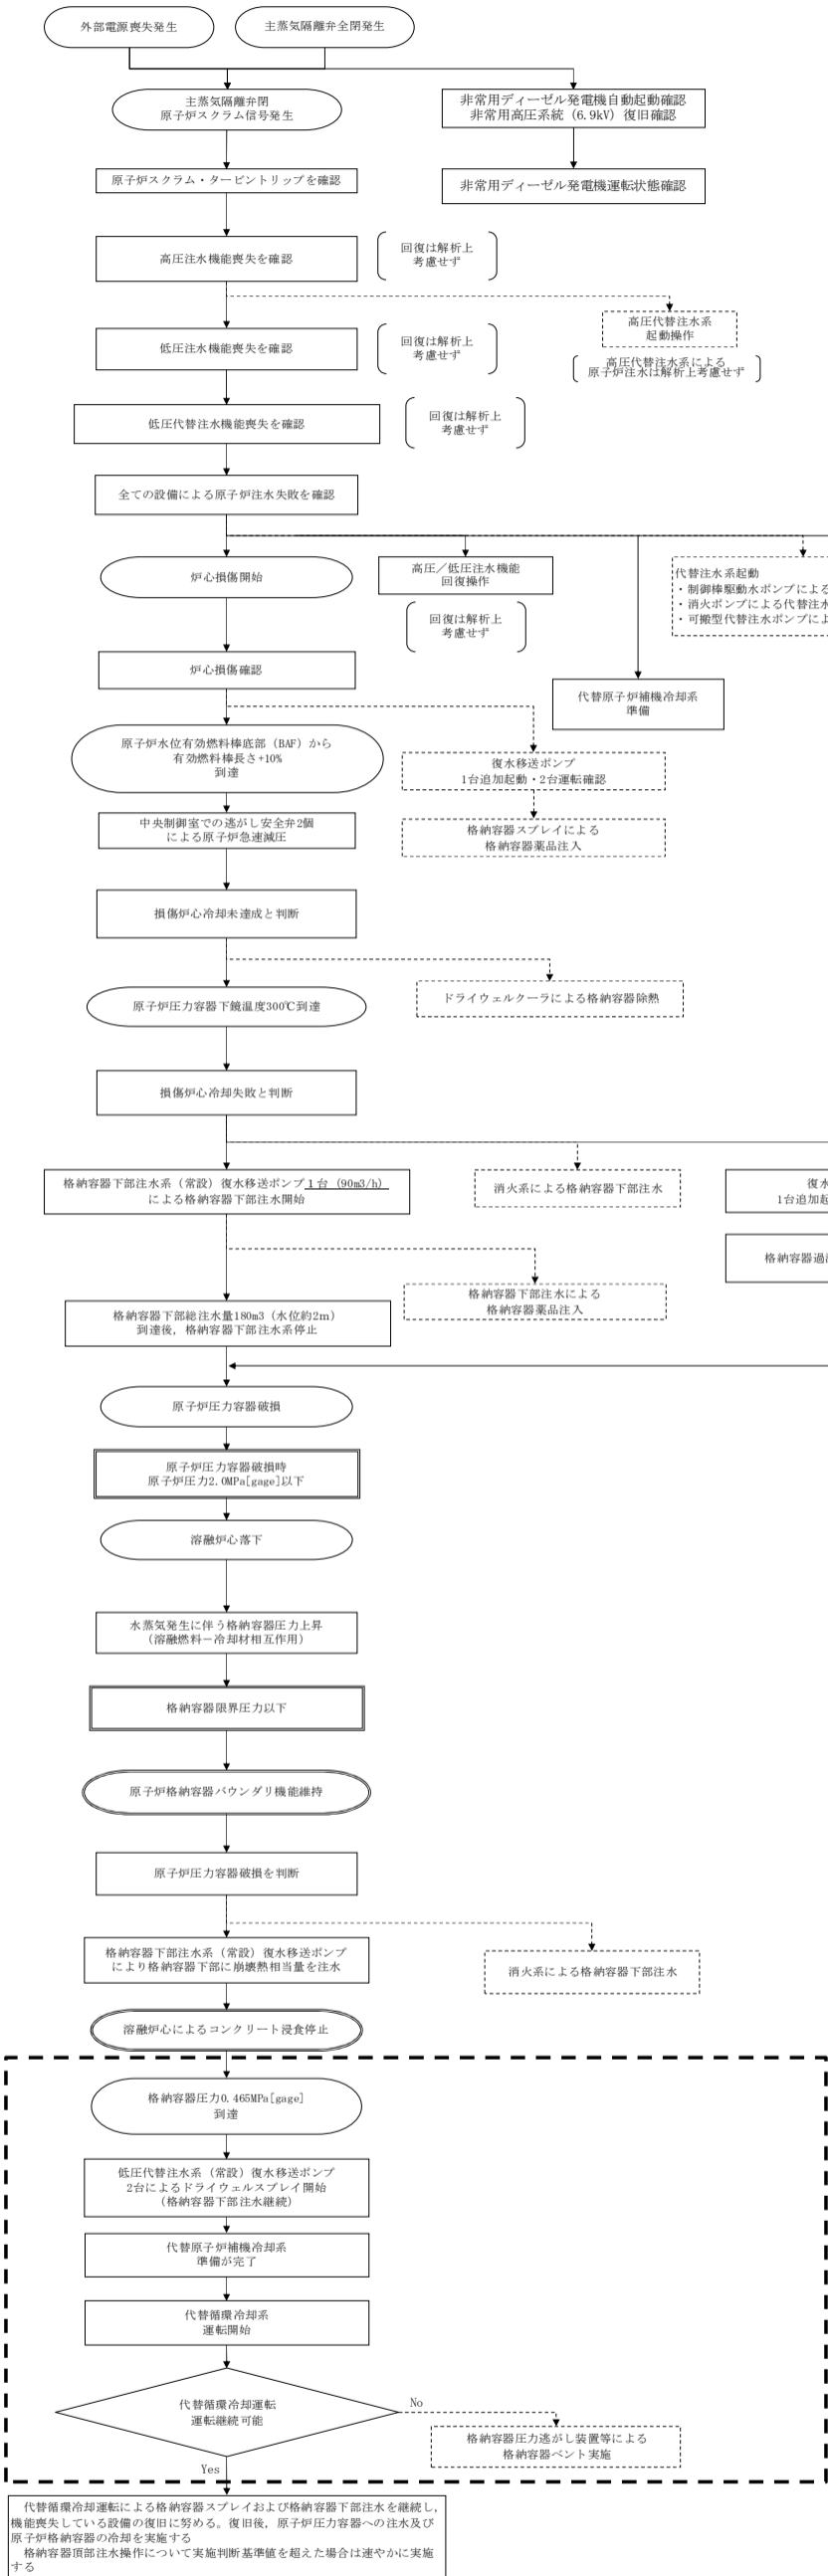 外部電源喪失発生
主蒸気隔離弁全閉発生
主蒸気隔離弁閉
原子炉スクラム信号発生
非常用ディーゼル発電機自動起動確認
非常用高圧系統（6.9kV）復旧確認
原子炉スクラム・タービントリップを確認
非常用ディーゼル発電機運転状態確認
高圧注水機能喪失を確認
回復は解析上
考慮せず
高圧代替注水系
起動操作
高圧代替注水系による
原子炉注水は解析上考慮せず
低圧注水機能喪失を確認
回復は解析上
考慮せず
低圧代替注水機能喪失を確認
回復は解析上
考慮せず
全ての設備による原子炉注水失敗を確認
炉心損傷開始
高圧／低圧注水機能
回復操作
回復は解析上
考慮せず
代替注水系起動
・制御棒駆動水ポンプによる
・消火ポンプによる代替注水
・可搬型代替注水ポンプによ
炉心損傷確認
代替原子炉補機冷却系
準備
原子炉水位有効燃料棒底部（BAF）から
有効燃料棒長さ+10%
到達
復水移送ポンプ
1台追加起動・2台運転確認
中央制御室での逃がし安全弁2個
による原子炉急速減圧
格納容器スプレイによる
格納容器薬品注入
損傷炉心冷却未達成と判断
原子炉圧力容器下鏡温度300℃到達
ドライウェルクーラによる格納容器除熱
損傷炉心冷却失敗と判断
格納容器下部注水系（常設）復水移送ポンプ１台（90m3/h）
による格納容器下部注水開始
消火系による格納容器下部注水
復水
1台追加起
格納容器過
格納容器下部注水による
格納容器薬品注入
格納容器下部総注水量180m3（水位約2m）
到達後，格納容器下部注水系停止
原子炉圧力容器破損
原子炉圧力容器破損時
原子炉圧力2.0MPa[gage]以下
溶融炉心落下
水蒸気発生に伴う格納容器圧力上昇
（溶融燃料－冷却材相互作用）
格納容器限界圧力以下
原子炉格納容器バウンダリ機能維持
原子炉圧力容器破損を判断
格納容器下部注水系（常設）復水移送ポンプ
により格納容器下部に崩壊熱相当量を注水
消火系による格納容器下部注水
溶融炉心によるコンクリート浸食停止
格納容器圧力0.465MPa[gage]
到達
低圧代替注水系（常設）復水移送ポンプ
2台によるドライウェルスプレイ開始
（格納容器下部注水継続）
代替原子炉補機冷却系
準備が完了
代替循環冷却系
運転開始
代替循環冷却運転
運転継続可能
No
格納容器圧力逃がし装置等による
格納容器ベント実施
Yes
代替循環冷却運転による格納容器スプレイおよび格納容器下部注水を継続し，
機能喪失している設備の復旧に努める。復旧後，原子炉圧力容器への注水及び
原子炉格納容器の冷却を実施する
格納容器頂部注水操作について実施判断基準値を超えた場合は速やかに実施
する